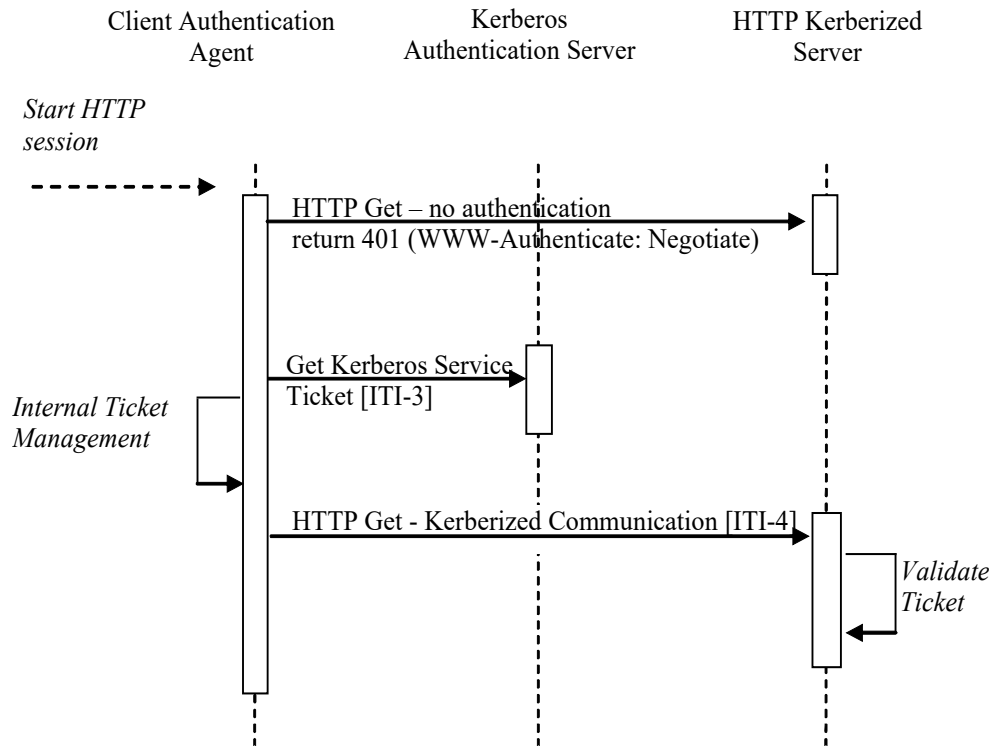 Client Authentication
Agent
Kerberos
Authentication Server
HTTP Kerberized
Server
Start HTTP
session
HTTP Get – no authentication
return 401 (WWW-Authenticate: Negotiate)
Get Kerberos Service
Ticket [ITI-3]
Internal Ticket
Management
HTTP Get - Kerberized Communication [ITI-4]
Validate
Ticket